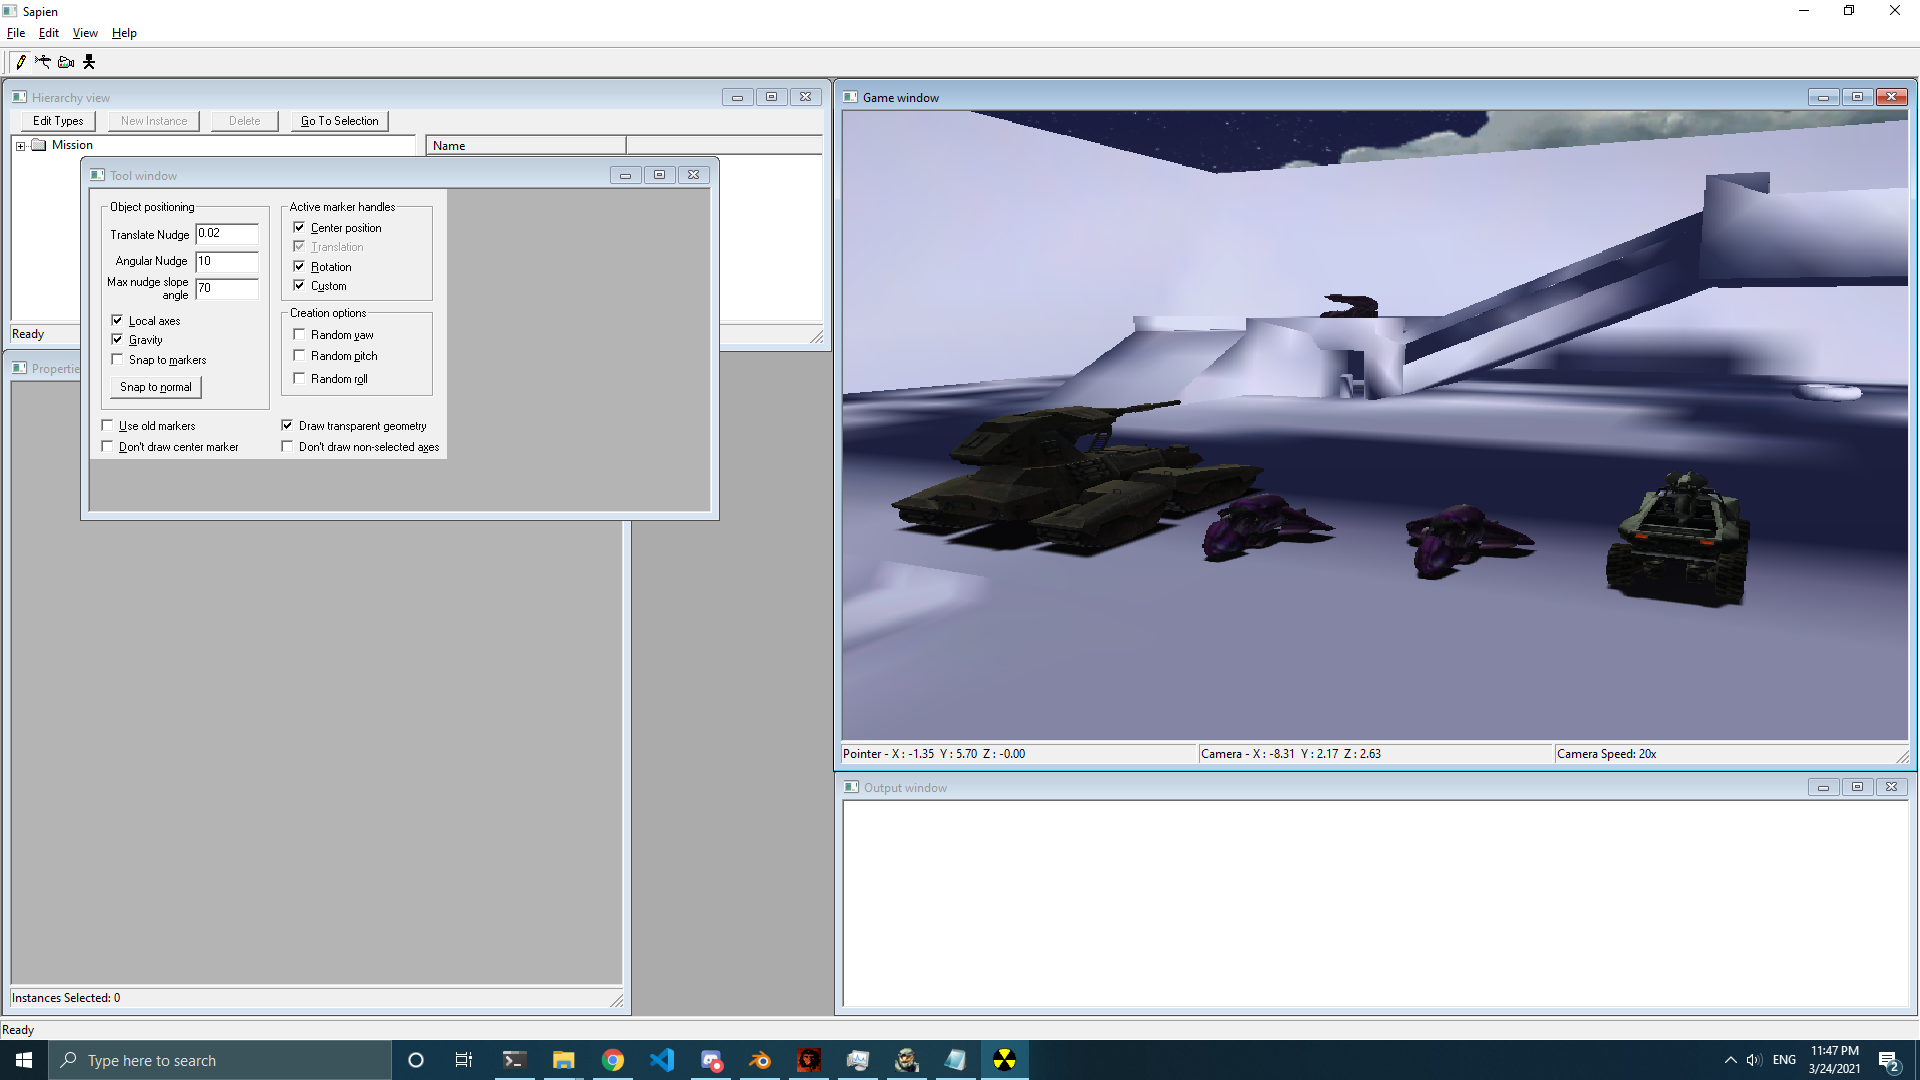 Sapien
File Edit View Help
Hierarchy view
Edit Types New Instance Delete Go To Selection
Mission
Name
Ready
Tool window
Object positioning
Translate Nudge 0.02
Angular Nudge 10
Max nudge slope
angle 70
Local axes
Gravity
Snap to markers
Snap to normal
Use old markers
Don't draw center marker
Active marker handles
Center position
Translation
Rotation
Custom
Creation options
Random yaw
Random pitch
Random roll
Draw transparent geometry
Don't draw non-selected axes
Propertie
Instances Selected: 0
Game window
Pointer - X : -1.35 Y : 5.70 Z : -0.00
Camera - X : -8.31 Y : 2.17 Z : 2.63
Camera Speed: 20x
Output window
Ready
Type here to search
ENG
11:47 PM
3/24/2021
2